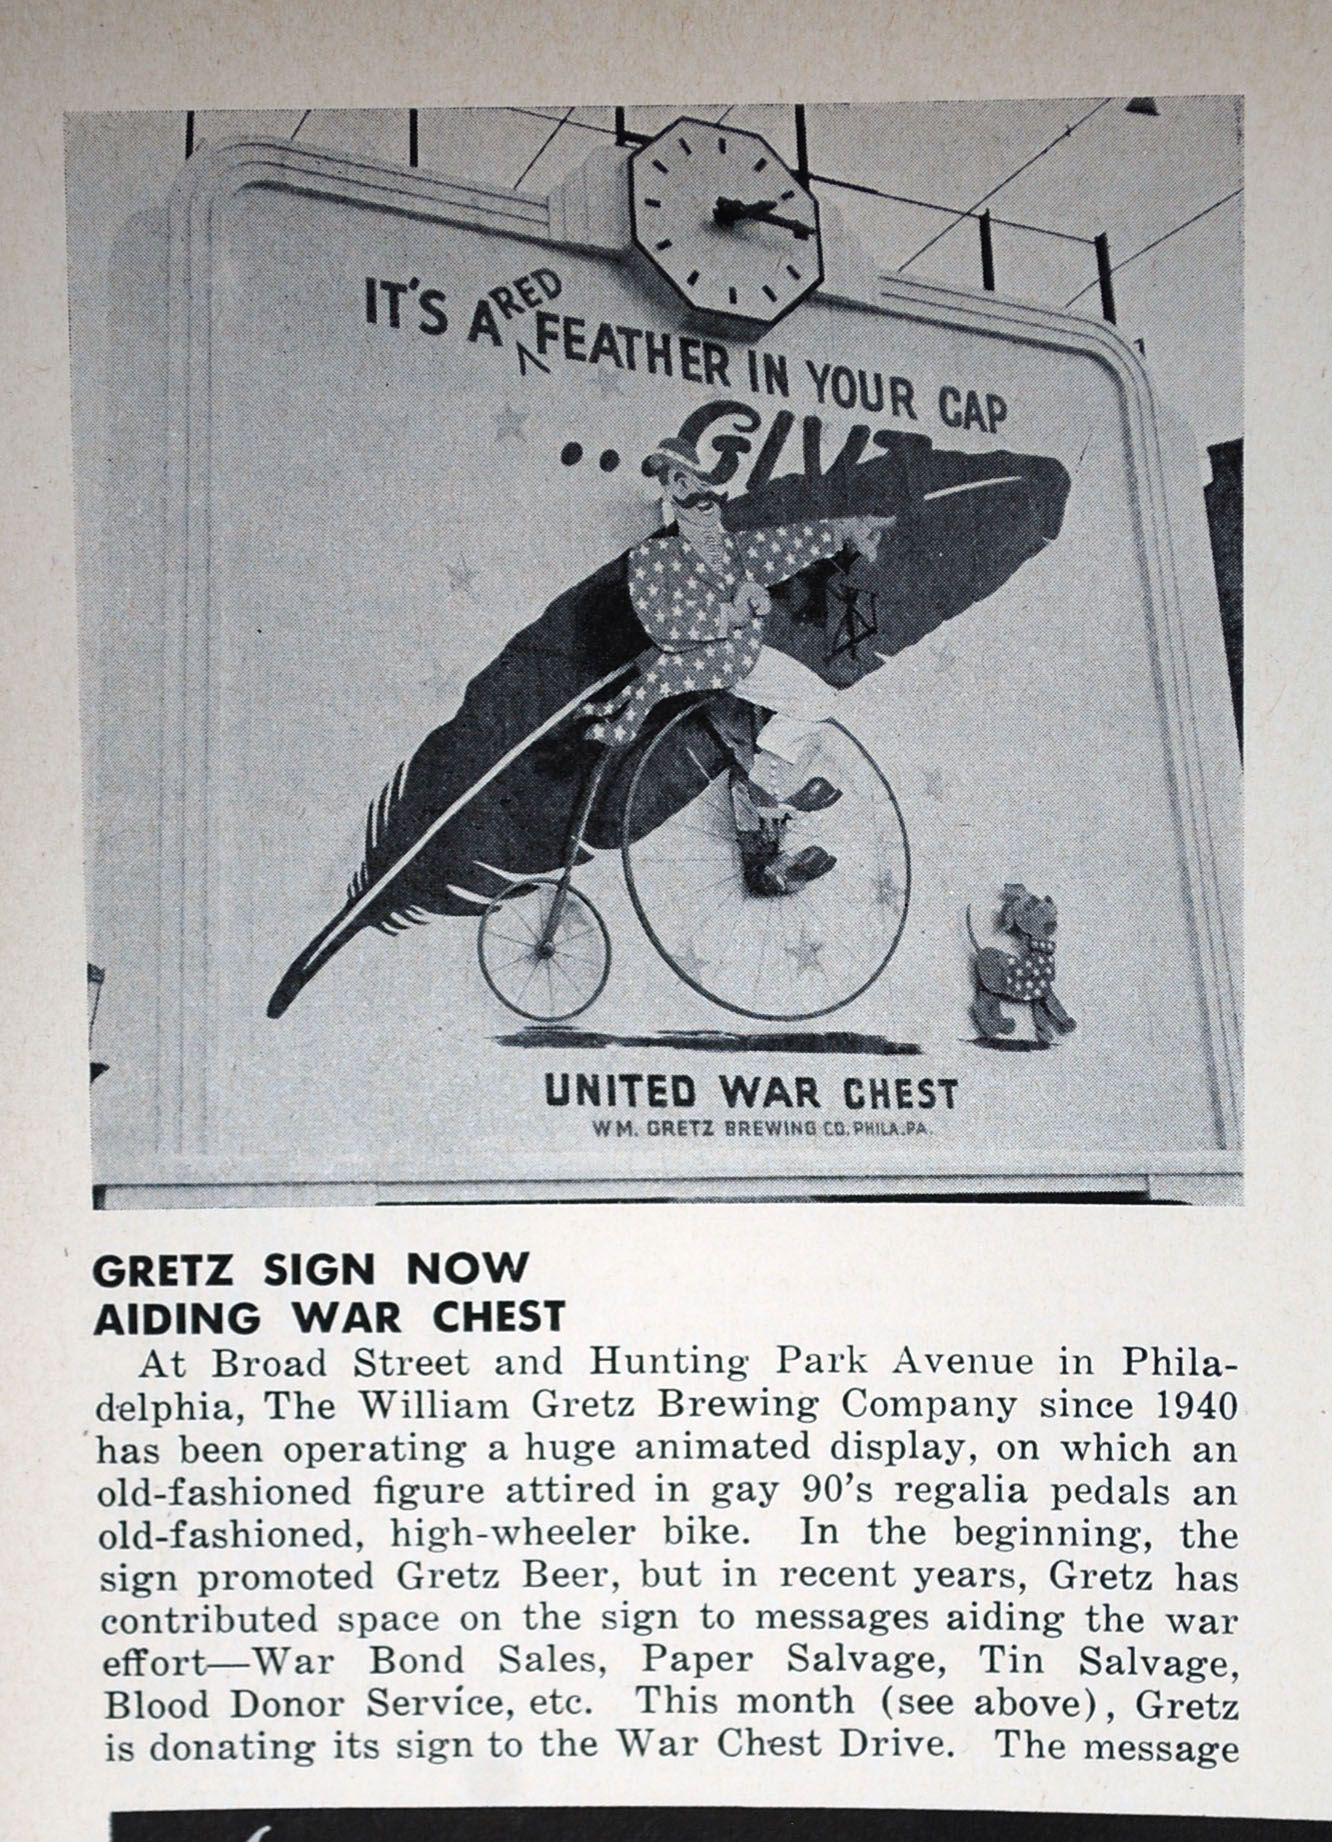 IT'S A RED FEATHER IN YOUR CAP
.. GIVE
UNITED WAR CHEST
WM. GRETZ BREWING CO. PHILA. PA.
GRETZ SIGN NOW
AIDING WAR CHEST
At Broad Street and Hunting Park Avenue in Phila-
delphia, The William Gretz Brewing Company since 1940
has been operating a huge animated display, on which an
old-fashioned figure attired in gay 90's regalia pedals an
old-fashioned, high-wheeler bike. In the beginning, the
sign promoted Gretz Beer, but in recent years, Gretz has
contributed space on the sign to messages aiding the war
effort—War Bond Sales, Paper Salvage, Tin Salvage,
Blood Donor Service, etc. This month (see above), Gretz
is donating its sign to the War Chest Drive. The message